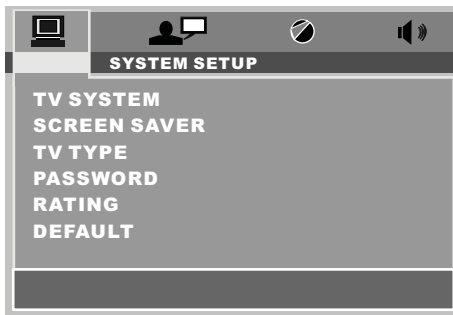 SYSTEM SETUP
TV SYSTEM
SCREEN SAVER
TV TYPE
PASSWORD
RATING
DEFAULT